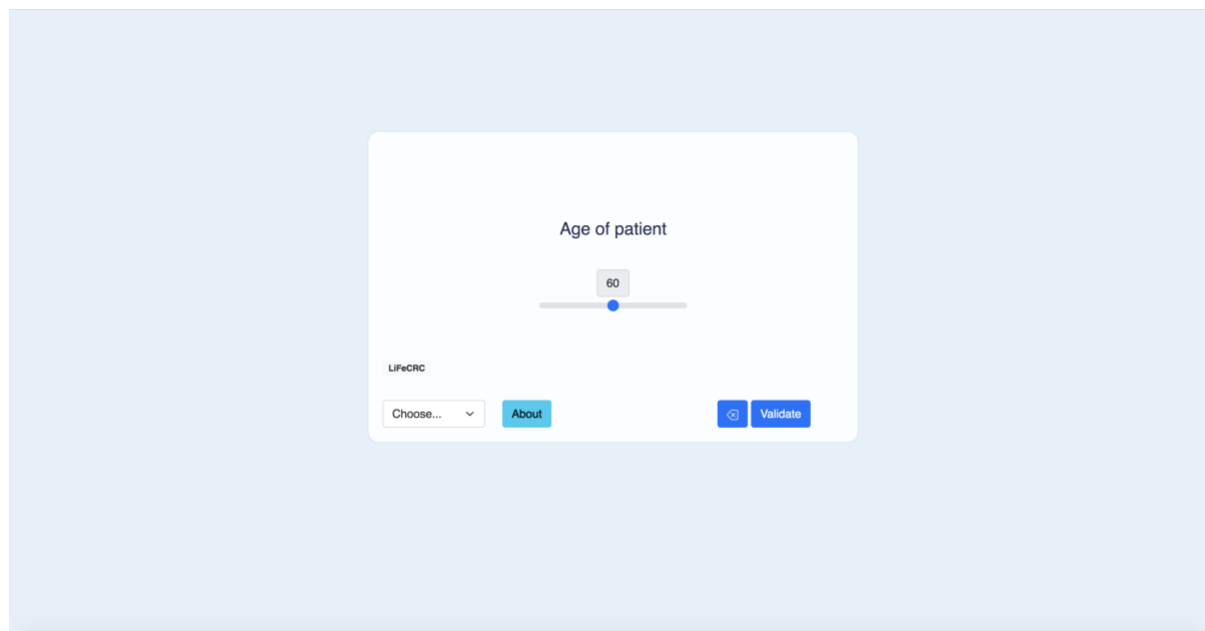 Age of patient
60
LiFeCRC
Choose...
About
Validate